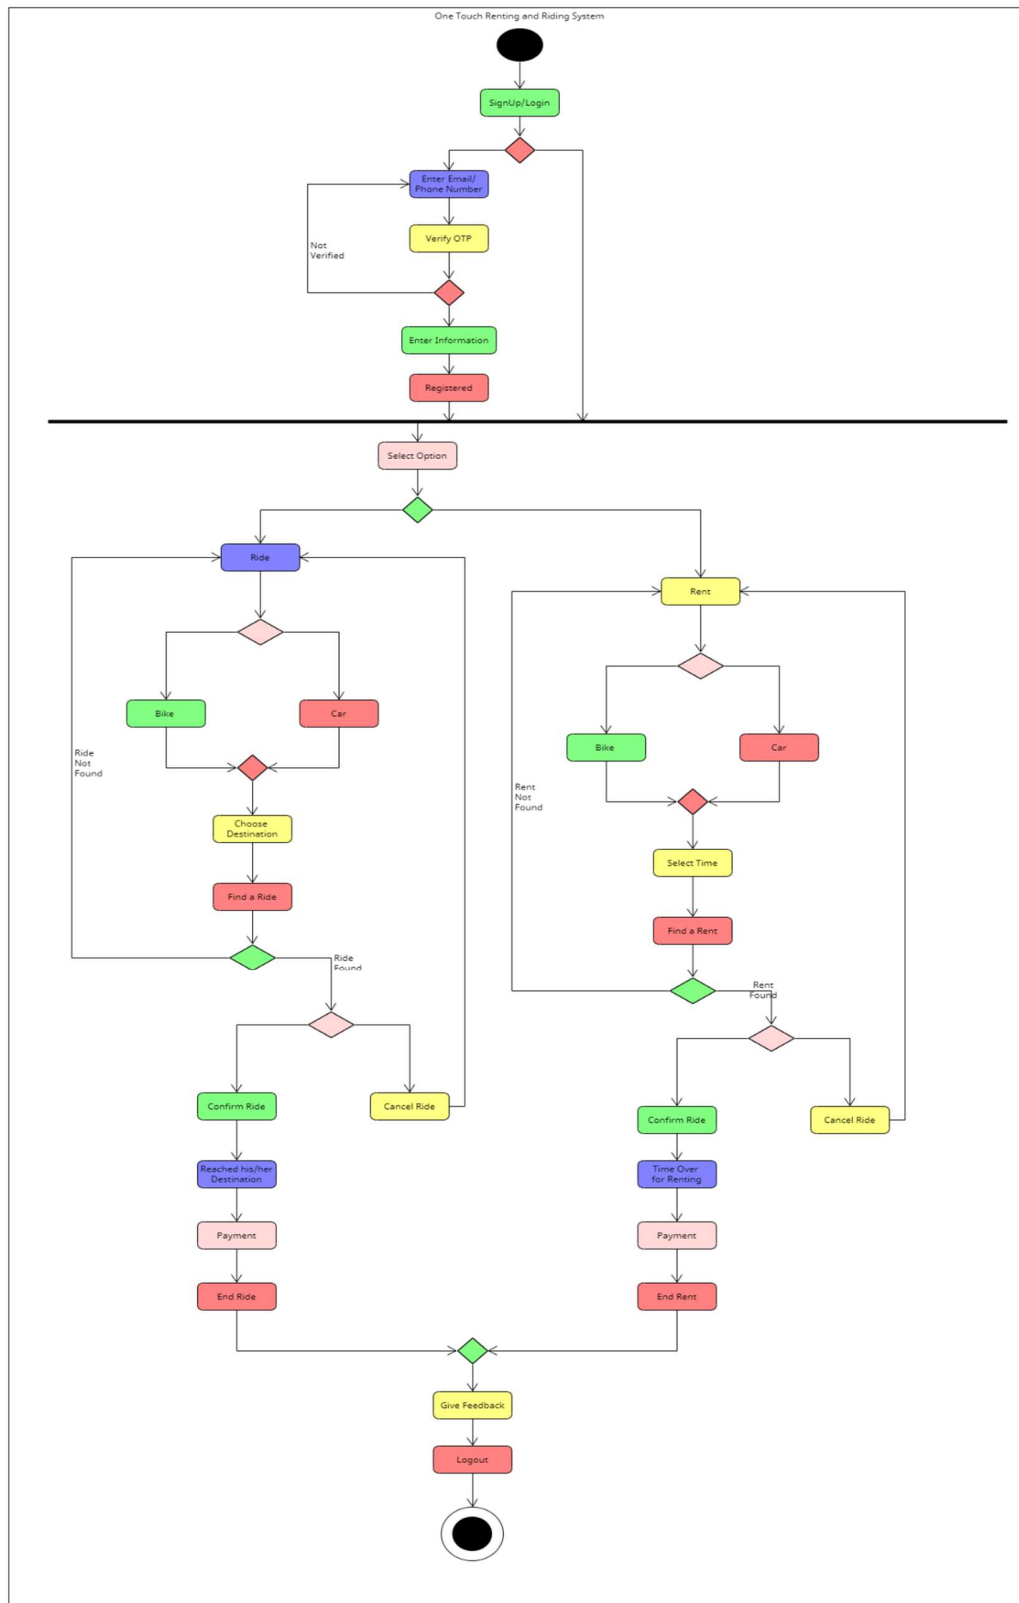 One Touch Renting and Riding System
SignUp/Login
Enter Email/
Phone Number
Verify OTP
Not
Verified
Enter Information
Registered
Select Option
Ride
Rent
Bike
Car
Bike
Car
Ride
Not
Found
Rent
Not
Found
Choose
Destination
Select Time
Find a Ride
Find a Rent
Ride
Found
Rent
Found
Confirm Ride
Cancel Ride
Confirm Ride
Cancel Ride
Reached his/her
Destination
Time Over
for Renting
Payment
Payment
End Ride
End Rent
Give Feedback
Logout